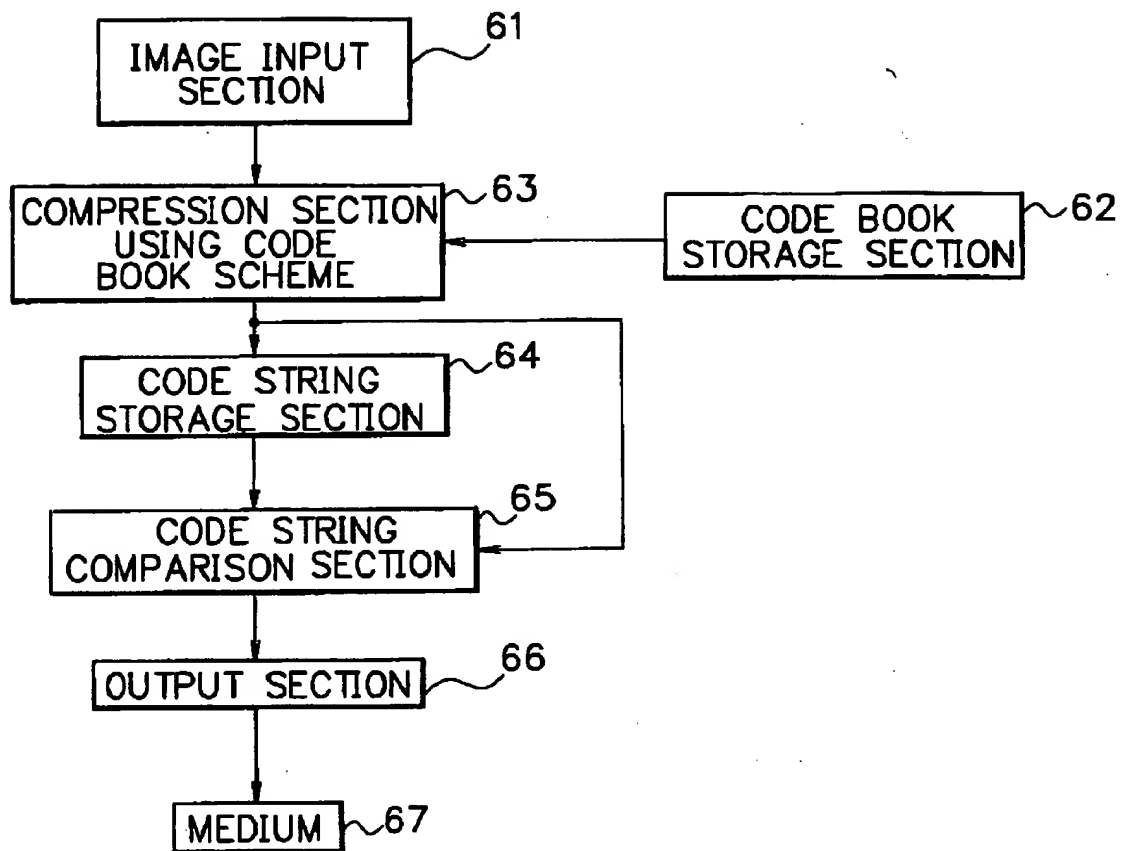 61
IMAGE INPUT
SECTION
63
COMPRESSION SECTION
USING CODE
BOOK SCHEME
62
CODE BOOK
STORAGE SECTION
64
CODE STRING
STORAGE SECTION
65
CODE STRING
COMPARISON SECTION
66
OUTPUT SECTION
MEDIUM
67